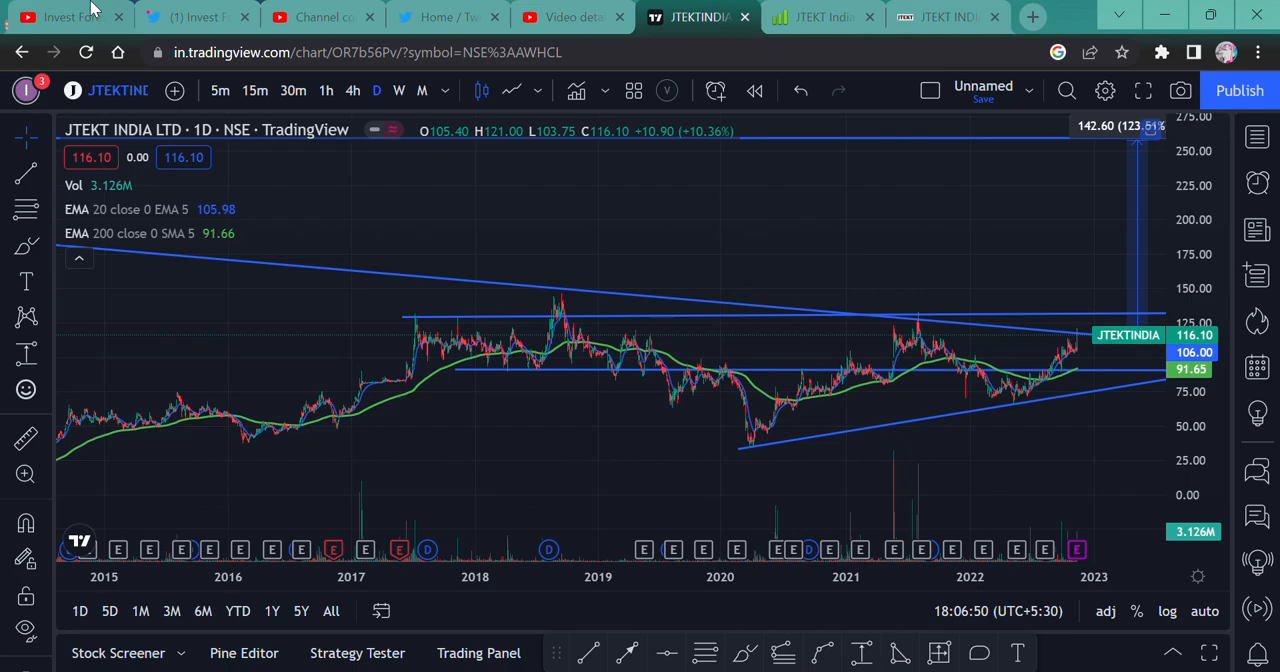 Invest Fo
(1) Invest F
Channel co
Home / Tw
Video deta
JTEKTINDIA
JTEKT India
JTEKT IND
in.tradingview.com/chart/OR7b56Pv/?symbol=NSE%3AAWHCL
I 3 J JTEKTIND 5m 15m 30m 1h 4h D W M V Unnamed Save Publish
JTEKT INDIA LTD · 1D · NSE · TradingView O105.40 H121.00 L103.75 C116.10 +10.90 (+10.36%)
142.60 (123.51%
116.10 0.00 116.10
Vol 3.126M
EMA 20 close 0 EMA 5 105.98
EMA 200 close 0 SMA 5 91.66
275.00
250.00
225.00
200.00
175.00
150.00
125.00
JTEKTINDIA 116.10
106.00
91.65
75.00
50.00
25.00
0.00
3.126M
E E E E E E E E E E E D D E E E E E E D E E E E E E E E E
2015 2016 2017 2018 2019 2020 2021 2022 2023
1D 5D 1M 3M 6M YTD 1Y 5Y All 18:06:50 (UTC+5:30) adj % log auto
Stock Screener Pine Editor Strategy Tester Trading Panel